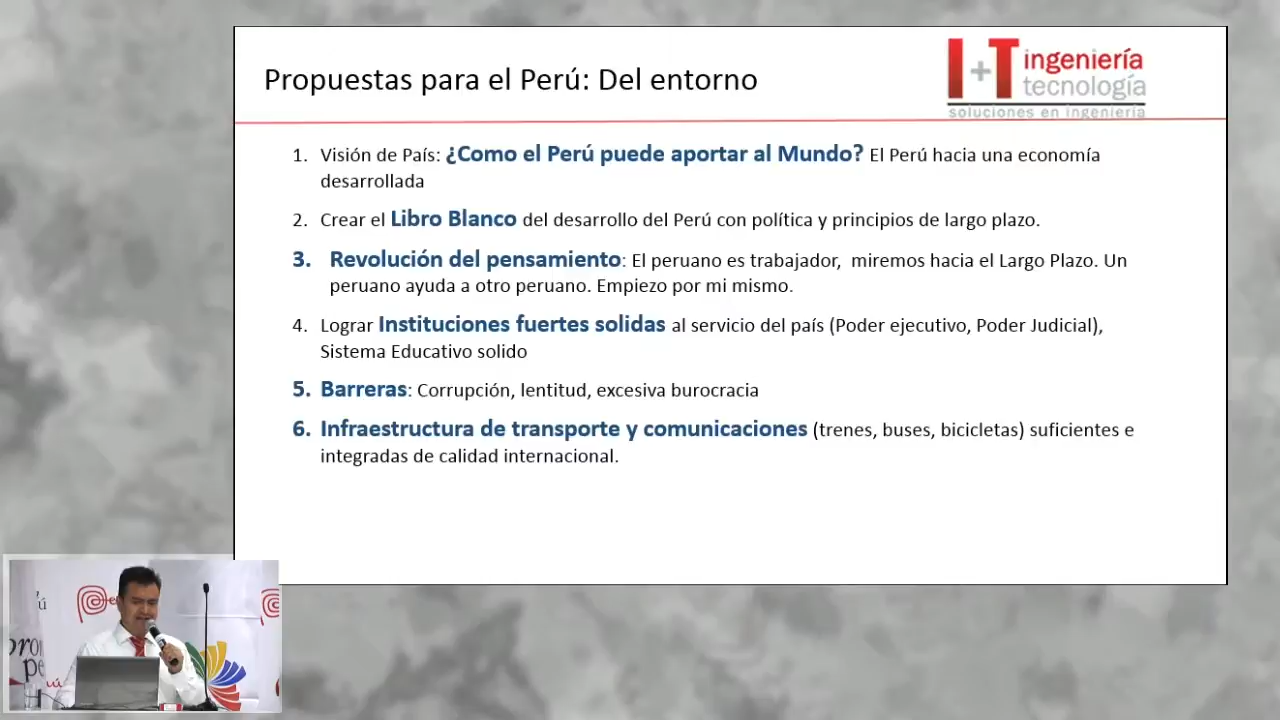 Propuestas para el Perú: Del entorno
I+T ingeniería
tecnología
soluciones en ingeniería
1. Visión de País: ¿Como el Perú puede aportar al Mundo? El Perú hacia una economía
desarrollada
2. Crear el Libro Blanco del desarrollo del Perú con política y principios de largo plazo.
3. Revolución del pensamiento: El peruano es trabajador, miremos hacia el Largo Plazo. Un
peruano ayuda a otro peruano. Empiezo por mi mismo.
4. Lograr Instituciones fuertes solidas al servicio del país (Poder ejecutivo, Poder Judicial),
Sistema Educativo solido
5. Barreras: Corrupción, lentitud, excesiva burocracia
6. Infraestructura de transporte y comunicaciones (trenes, buses, bicicletas) suficientes e
integradas de calidad internacional.